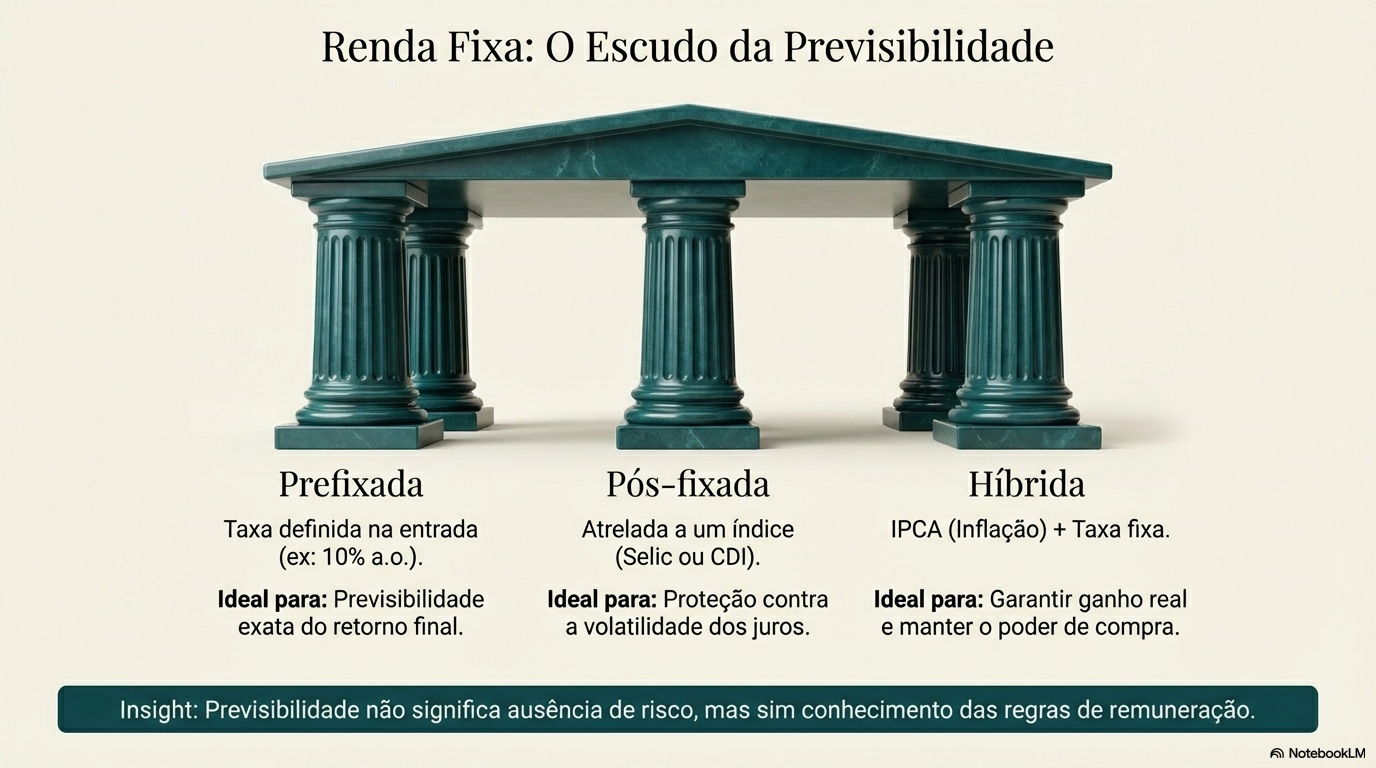 Renda Fixa: O Escudo da Previsibilidade
Prefixada
Taxa definida na entrada
(ex: 10% a.o.).
Ideal para: Previsibilidade
exata do retorno final.
Pós-fixada
Atrelada a um índice
(Selic ou CDI).
Ideal para: Proteção contra
a volatilidade dos juros.
Híbrida
IPCA (Inflação) + Taxa fixa.
Ideal para: Garantir ganho real
e manter o poder de compra.
Insight: Previsibilidade não significa ausência de risco, mas sim conhecimento das regras de remuneração.
NotebookLM